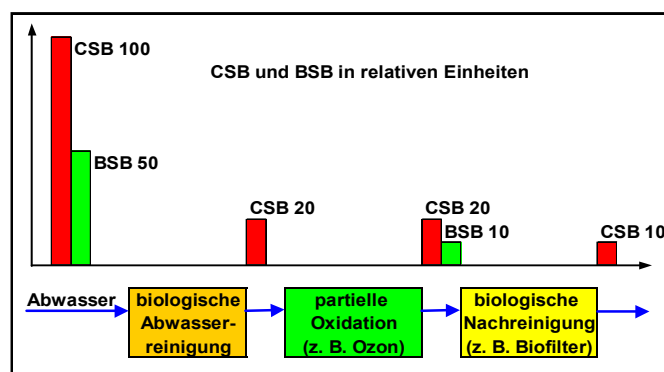 CSB 100
CSB und BSB in relativen Einheiten
BSB 50
CSB 20
CSB 20
BSB 10
CSB 10
Abwasser
biologische
Abwasser-
reinigung
partielle
Oxidation
(z. B. Ozon)
biologische
Nachreinigung
(z. B. Biofilter)